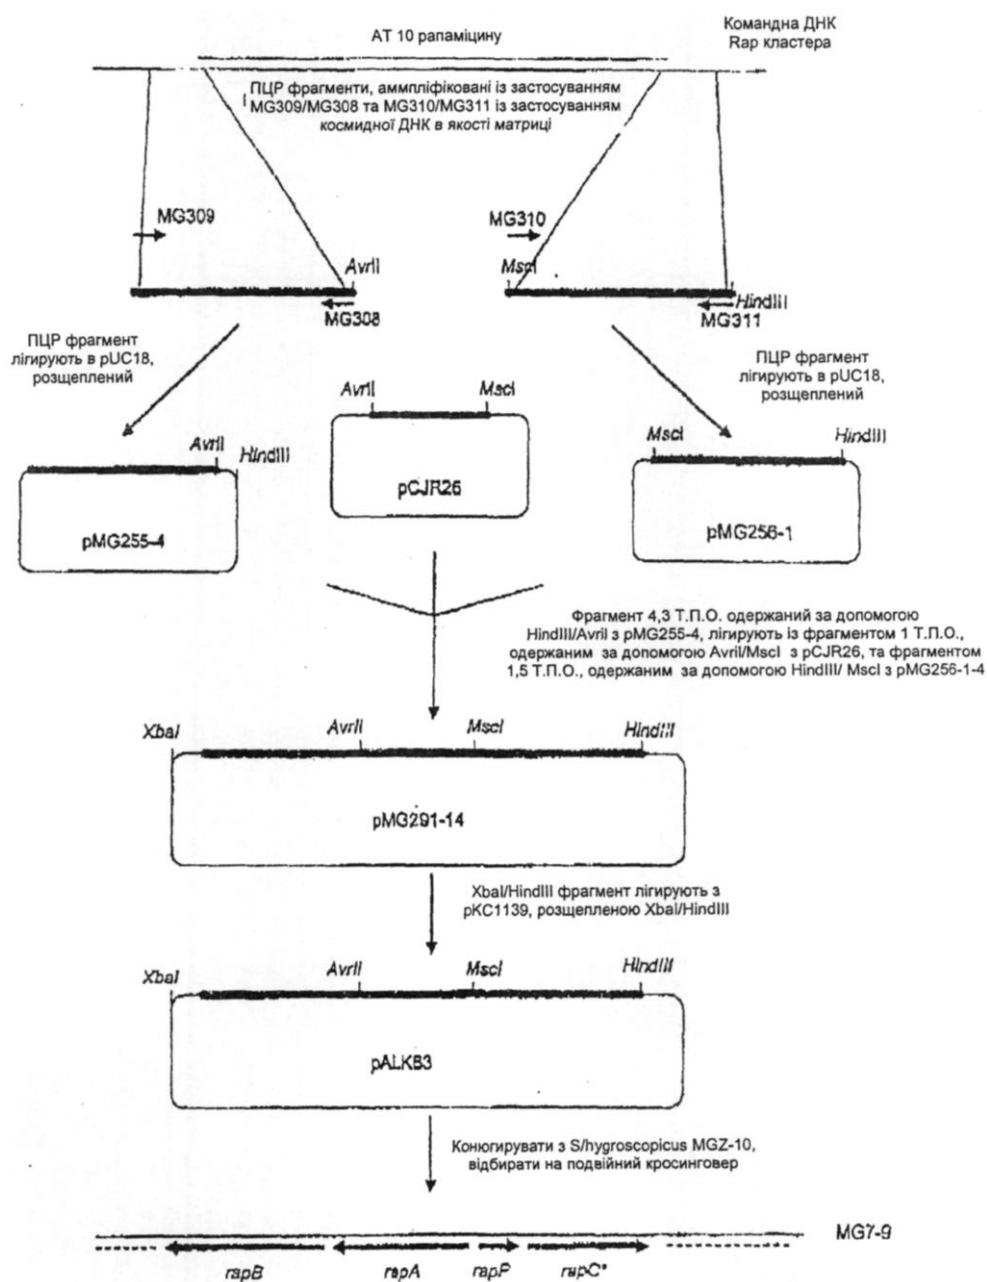 АТ 10 рапаміцину
Командна ДНК
Rap кластера
ПЦР фрагменти, аммпліфіковані із застосуванням
MG309/MG308 та MG310/MG311 із застосуванням
космидної ДНК в якості матриці
MG309
MG310
AvrII
MscI
HindIII
MG308
MG311
ПЦР фрагмент
лігирують в pUC18,
розщеплений
ПЦР фрагмент
лігирують в pUC18,
розщеплений
AvrII
MscI
AvrII
HindIII
MscI
HindIII
pCJR26
pMG255-4
pMG256-1
Фрагмент 4,3 Т.П.О. одержаний за допомогою
HindIII/AvrII з pMG255-4, лігирують із фрагментом 1 Т.П.О.,
одержаним за допомогою AvrII/MscI з pCJR26, та фрагментом
1,5 Т.П.О., одержаним за допомогою HindIII/ MscI з pMG256-1-4
XbaI
AvrII
MscI
HindIII
pMG291-14
XbaI/HindIII фрагмент лігирують з
pKC1139, розщепленою XbaI/HindIII
XbaI
AvrII
MscI
HindIII
pALK83
Конюгирувати з S/hygroscopicus MGZ-10,
відбирати на подвійний кросинговер
MG7-9
rapB
rapA
rapP
rapC*